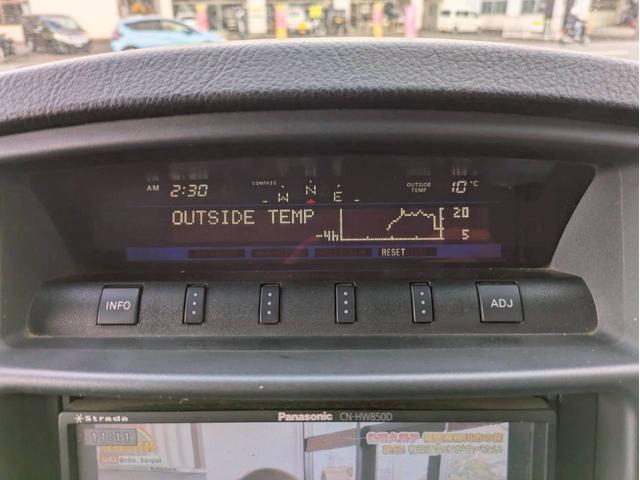 AM 2:30 COMPASS W N E OUTSIDE TEMP 10°C
OUTSIDE TEMP -4h 20
5
RESET
INFO ADJ
Strada Panasonic CN-HW850D
11:11